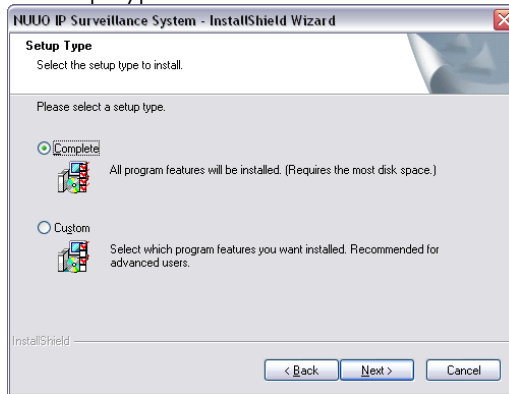 NUUO IP Surveillance System - InstallShield Wizard
Setup Type
Select the setup type to install.
Please select a setup type.
Complete
All program features will be installed. (Requires the most disk space.)
Custom
Select which program features you want installed. Recommended for
advanced users.
InstallShield
< Back Next > Cancel